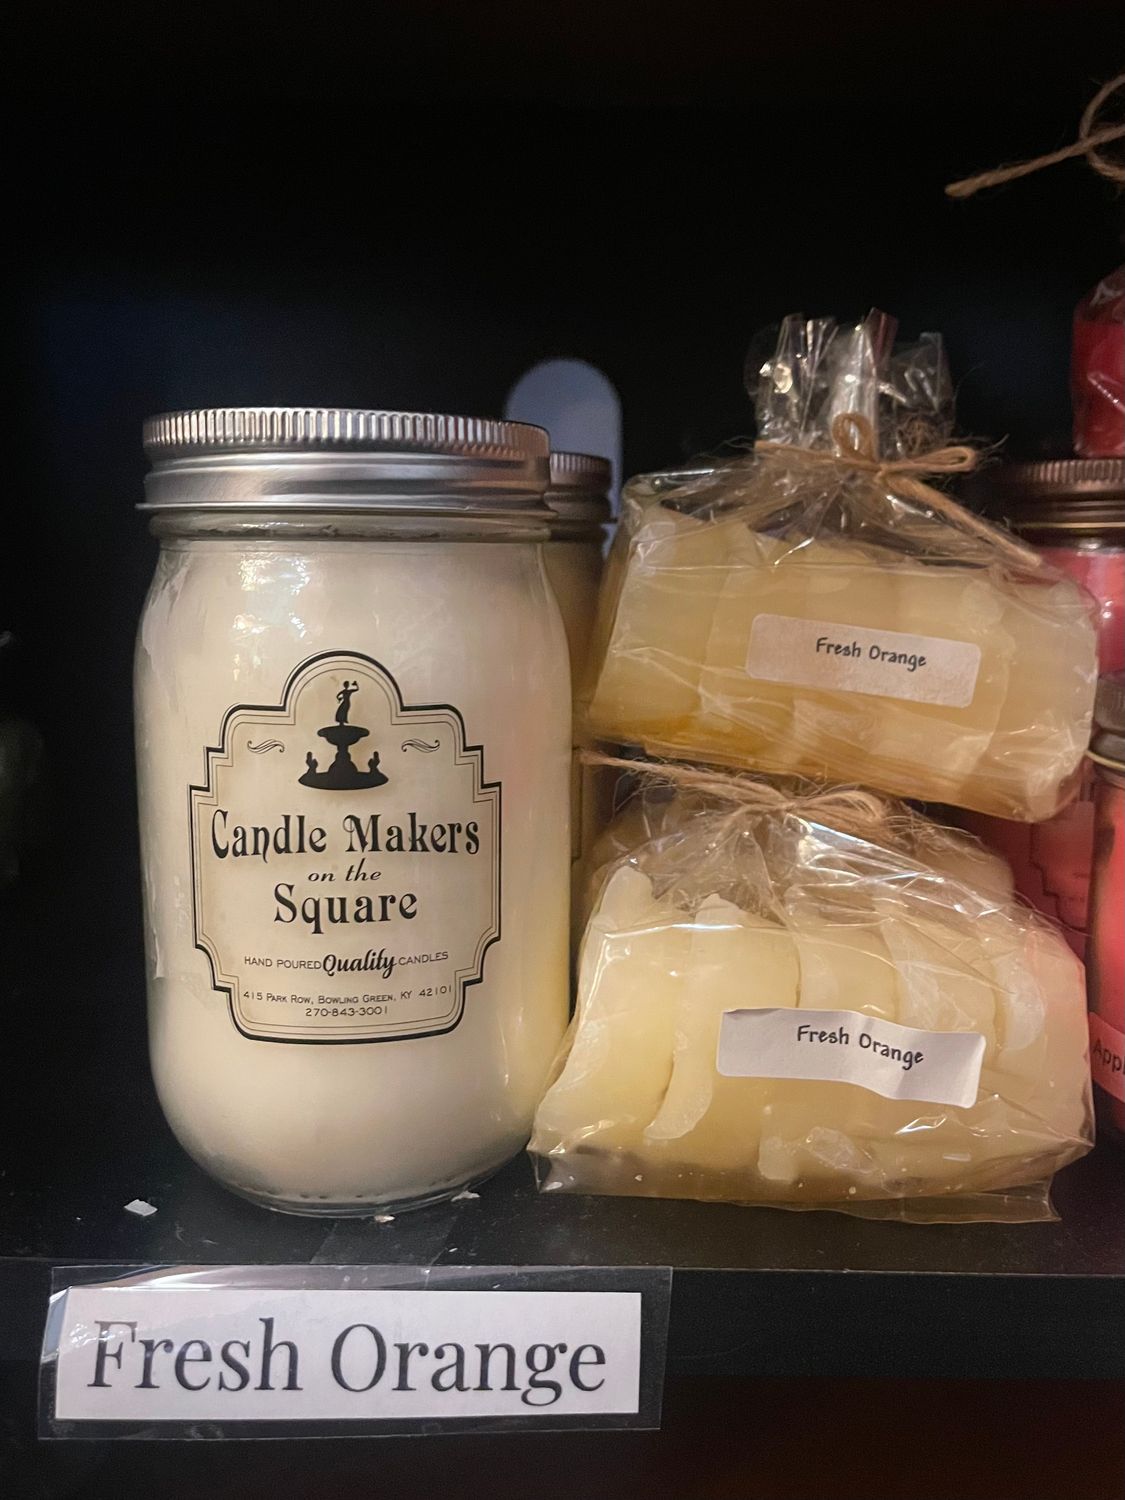 Candle Makers
on the
Square
HAND POURED Quality CANDLES
415 PARK ROW, BOWLING GREEN, KY 42101
270-843-3001
Fresh Orange
Fresh Orange
Fresh Orange